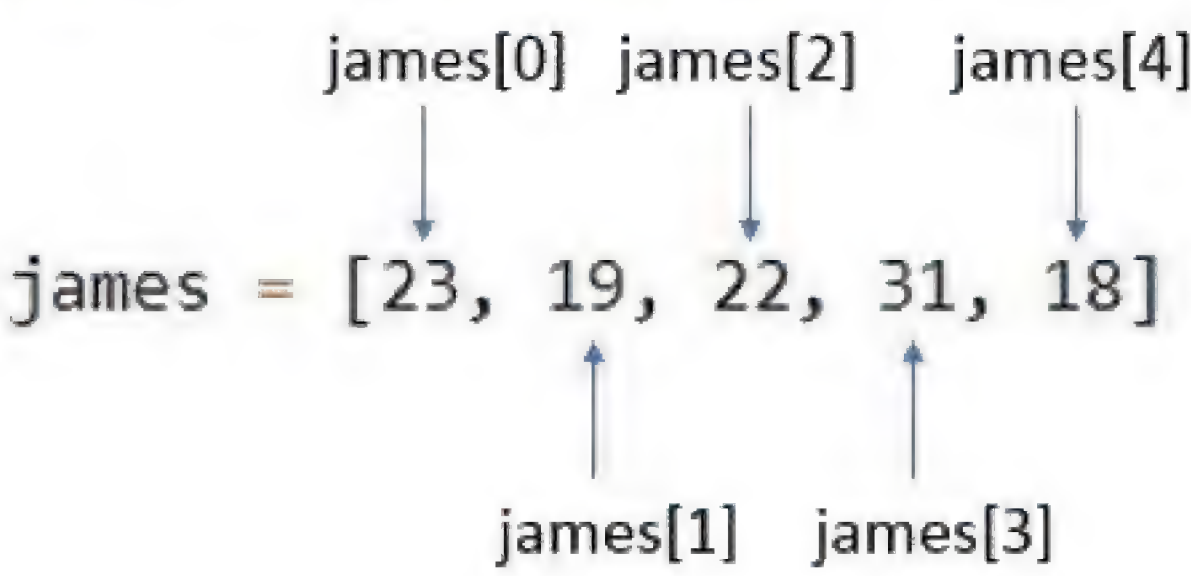 james[0] james[2] james[4]
james = [23, 19, 22, 31, 18]
james[1] james[3]